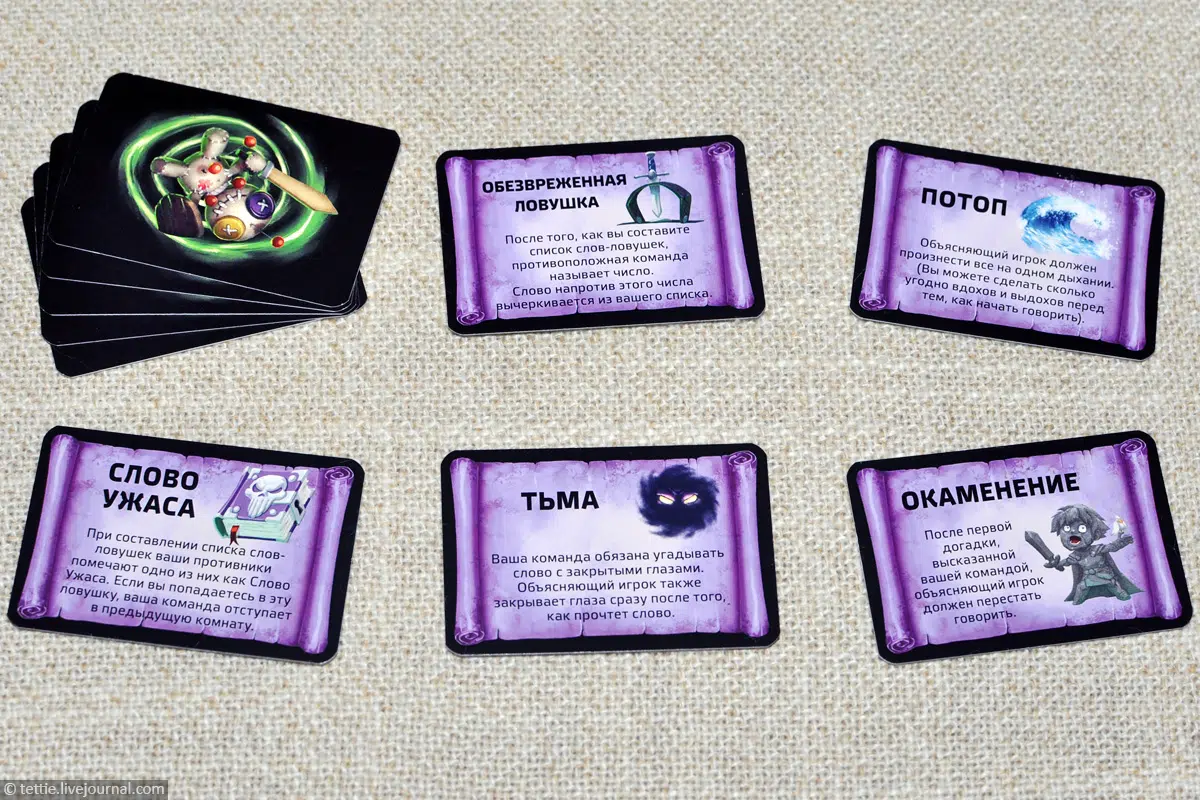 ОБЕЗВРЕЖЕННАЯ
ЛОВУШКА
После того, как вы составите
список слов-ловушек,
противоположная команда
называет число.
Слово напротив этого числа
вычеркивается из вашего списка.
ПОТОП
Объясняющий игрок должен
произнести все на одном дыхании.
(Вы можете сделать сколько
угодно вдохов и выдохов перед
тем, как начать говорить).
СЛОВО
УЖАСА
При составлении списка слов-
ловушек ваши противники
помечают одно из них как Слово
Ужаса. Если вы попадаетесь в эту
ловушку, ваша команда отступает
в предыдущую комнату.
ТЬМА
Ваша команда обязана угадывать
слово с закрытыми глазами.
Объясняющий игрок также
закрывает глаза сразу после того,
как прочтет слово.
ОКАМЕНЕНИЕ
После первой
догадки,
высказанной
вашей командой,
объясняющий игрок
должен перестать
говорить.
© tettie.livejournal.com